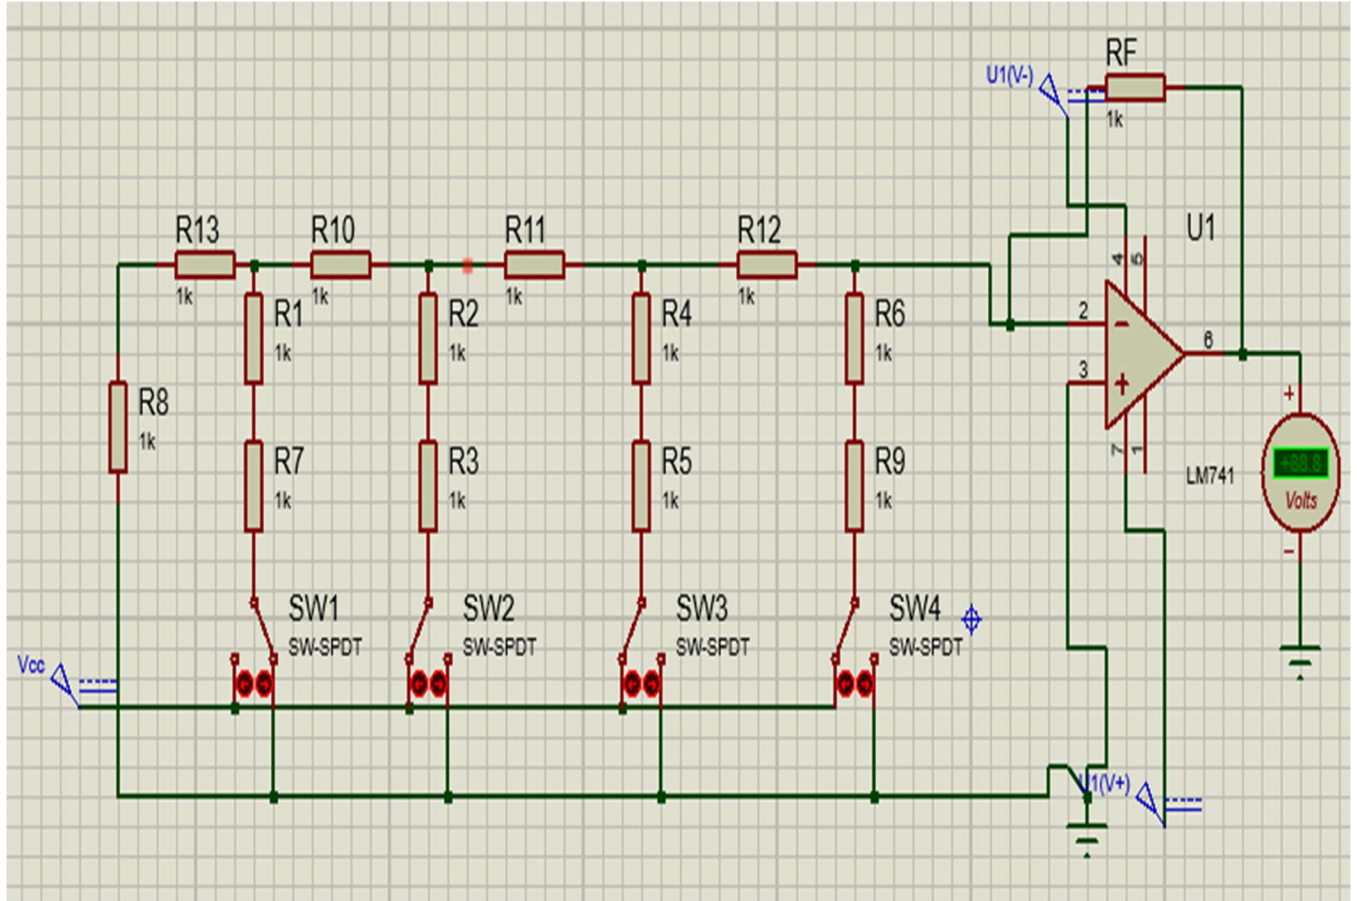 RF
U1(V-)
1k
R13
R10
R11
R12
U1
1k
1k
1k
1k
4
5
R1
1k
R2
1k
R4
1k
R6
1k
2
3
6
7
1
R8
1k
R7
1k
R3
1k
R5
1k
R9
1k
LM741
+
+88.8
Volts
-
SW1
SW-SPDT
SW2
SW-SPDT
SW3
SW-SPDT
SW4
SW-SPDT
Vcc
U1(V+)